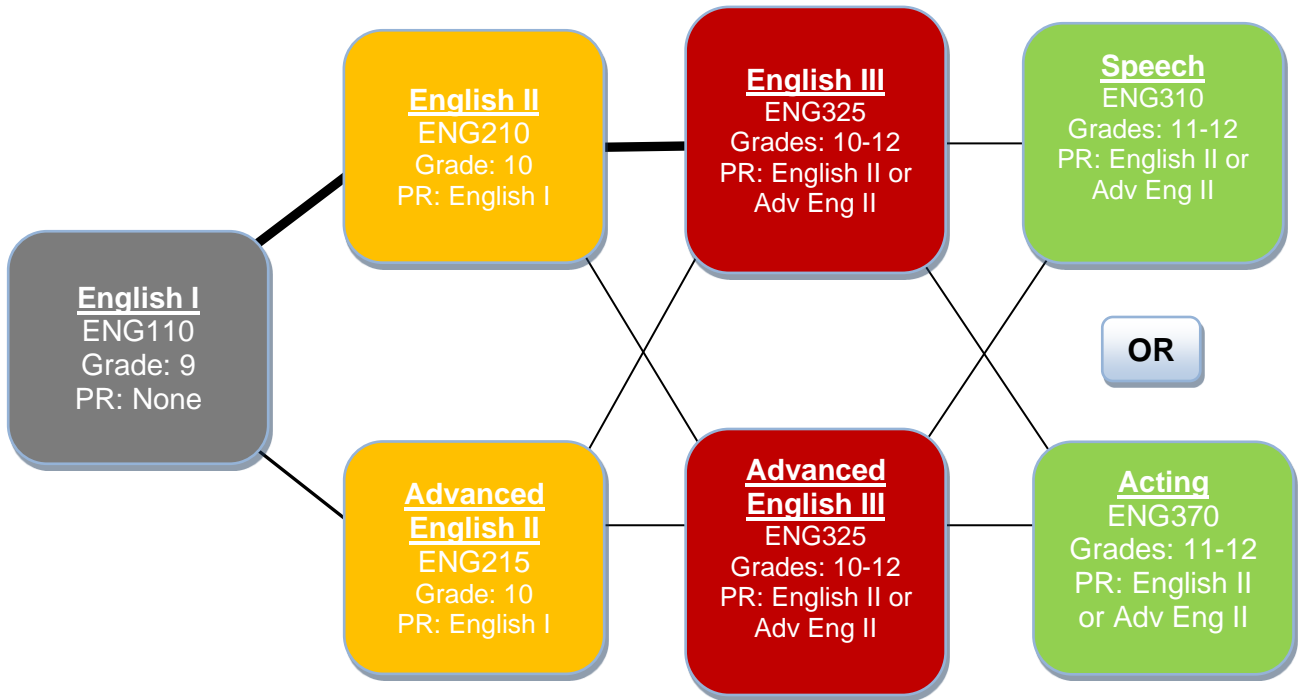 English I
ENG110
Grade: 9
PR: None
English II
ENG210
Grade: 10
PR: English I
Advanced
English II
ENG215
Grade: 10
PR: English I
English III
ENG325
Grades: 10-12
PR: English II or
Adv Eng II
Advanced
English III
ENG325
Grades: 10-12
PR: English II or
Adv Eng II
Speech
ENG310
Grades: 11-12
PR: English II or
Adv Eng II
OR
Acting
ENG370
Grades: 11-12
PR: English II
or Adv Eng II